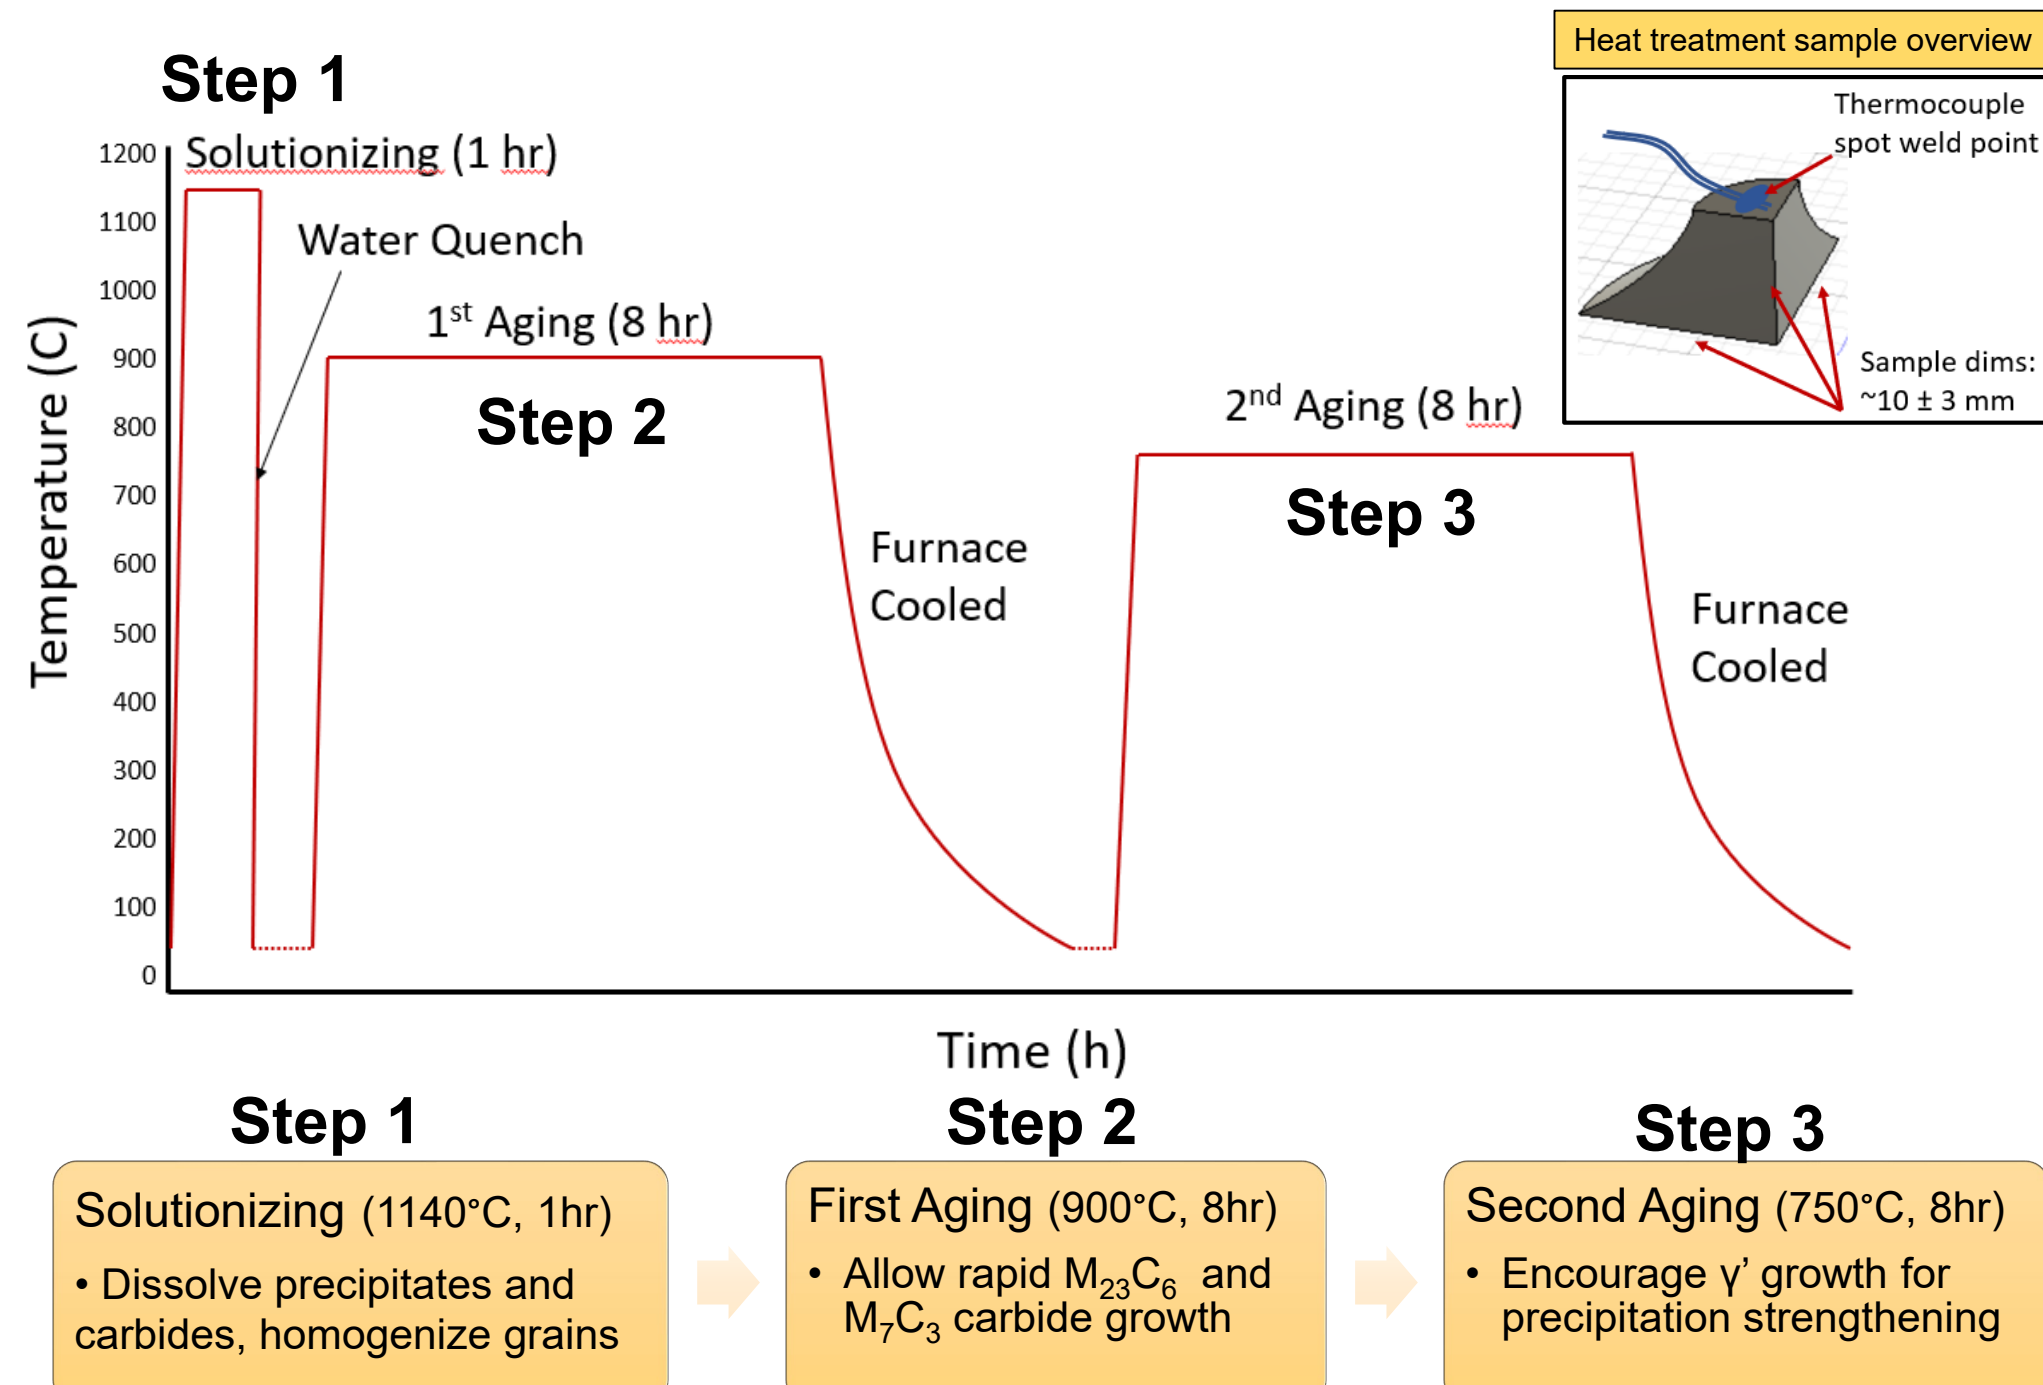 Heat treatment sample overview
Thermocouple
spot weld point
Sample dims:
~10 ± 3 mm
Step 1
Solutionizing (1 hr)
Water Quench
1st Aging (8 hr)
Step 2
Furnace
Cooled
2nd Aging (8 hr)
Step 3
Furnace
Cooled
Temperature (C)
1200
1100
1000
900
800
700
600
500
400
300
200
100
0
Time (h)
Step 1
Solutionizing (1140°C, 1hr)
• Dissolve precipitates and
carbides, homogenize grains
Step 2
First Aging (900°C, 8hr)
• Allow rapid M23C6 and
M7C3 carbide growth
Step 3
Second Aging (750°C, 8hr)
• Encourage γ’ growth for
precipitation strengthening